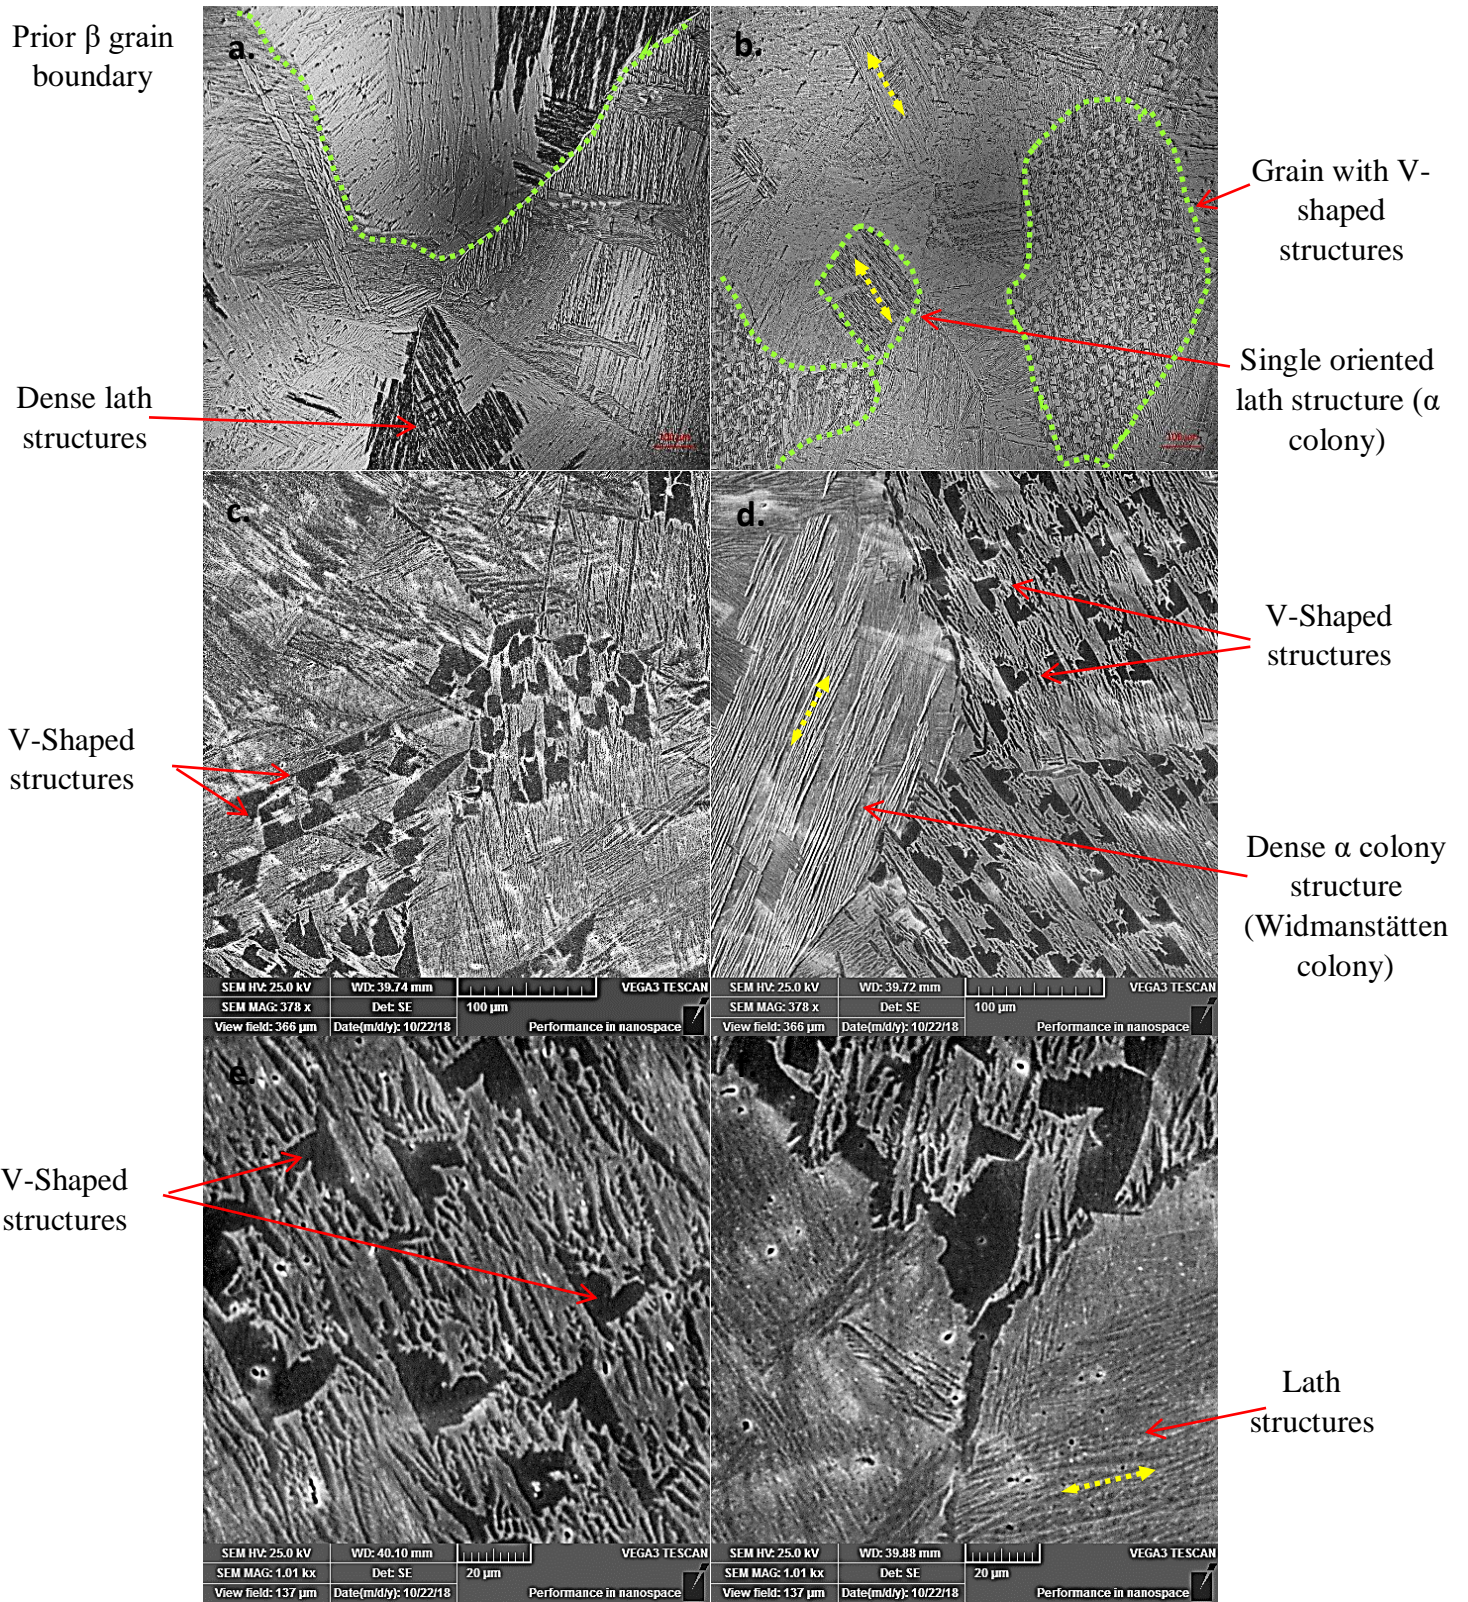 Prior β grain
boundary
a.
b.
Grain with V-
shaped
structures
Single oriented
lath structure (α
colony)
Dense lath
structures
c.
d.
V-Shaped
structures
V-Shaped
structures
Dense α colony
structure
(Widmanstätten
colony)
SEM HV: 25.0 kV WD: 39.74 mm VEGA3 TESCAN
SEM MAG: 378 x Det: SE 100 µm
View field: 366 µm Date(m/d/y): 10/22/18 Performance in nanospace
SEM HV: 25.0 kV WD: 39.72 mm VEGA3 TESCAN
SEM MAG: 378 x Det: SE 100 µm
View field: 366 µm Date(m/d/y): 10/22/18 Performance in nanospace
e.
V-Shaped
structures
Lath
structures
SEM HV: 25.0 kV WD: 40.10 mm VEGA3 TESCAN
SEM MAG: 1.01 kx Det: SE 20 µm
View field: 137 µm Date(m/d/y): 10/22/18 Performance in nanospace
SEM HV: 25.0 kV WD: 39.88 mm VEGA3 TESCAN
SEM MAG: 1.01 kx Det: SE 20 µm
View field: 137 µm Date(m/d/y): 10/22/18 Performance in nanospace